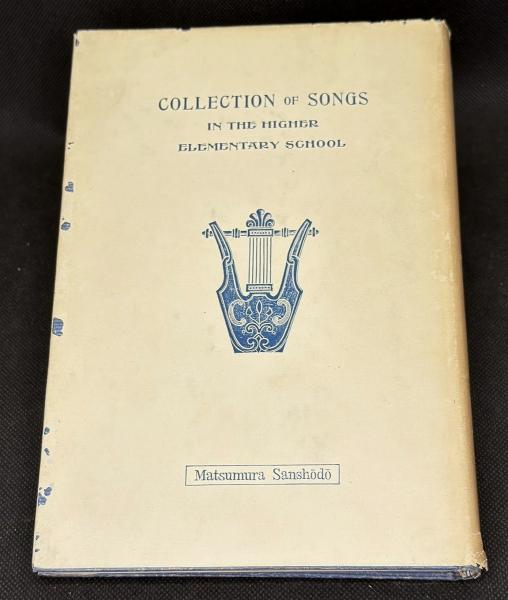 COLLECTION OF SONGS
IN THE HIGHER
ELEMENTARY SCHOOL
Matsumura Sanshōdō